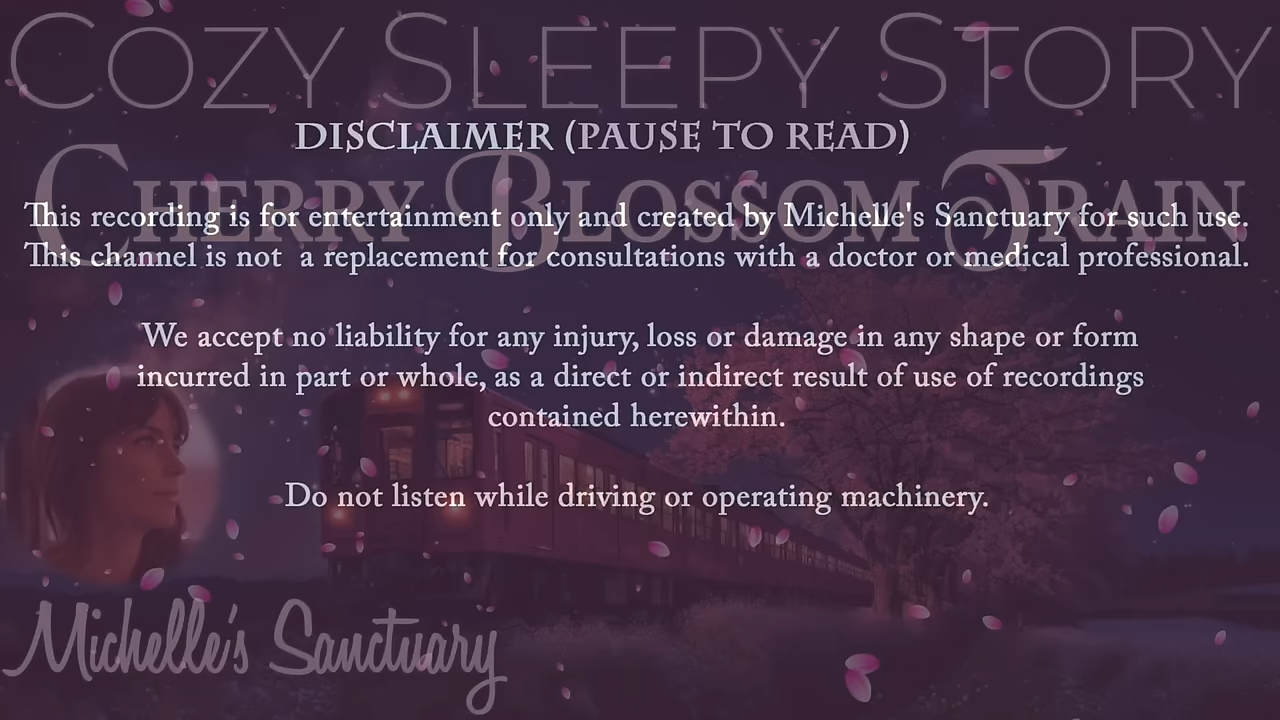 COZY SLEEPY STORY
DISCLAIMER (PAUSE TO READ)
CHERRY BLOSSOM TRAIN
This recording is for entertainment only and created by Michelle's Sanctuary for such use.
This channel is not  a replacement for consultations with a doctor or medical professional.
We accept no liability for any injury, loss or damage in any shape or form
incurred in part or whole, as a direct or indirect result of use of recordings
contained herewithin.
Do not listen while driving or operating machinery.
Michelle's Sanctuary